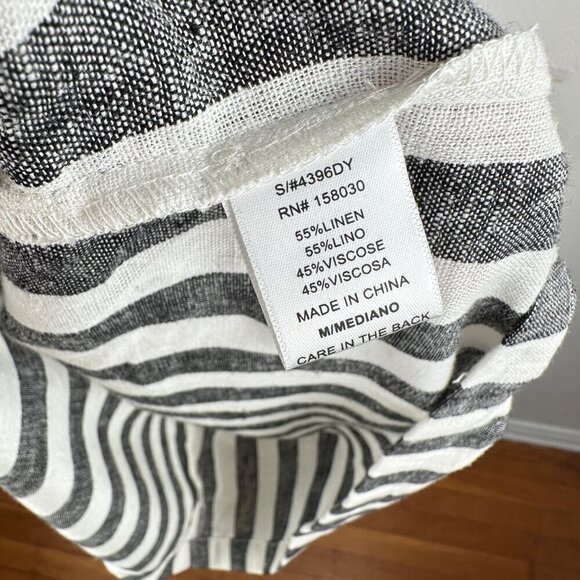 S/#4396DY
RN# 158030
55%LINEN
55%LINO
45%VISCOSE
45%VISCOSA
MADE IN CHINA
M/MEDIANO
CARE IN THE BACK